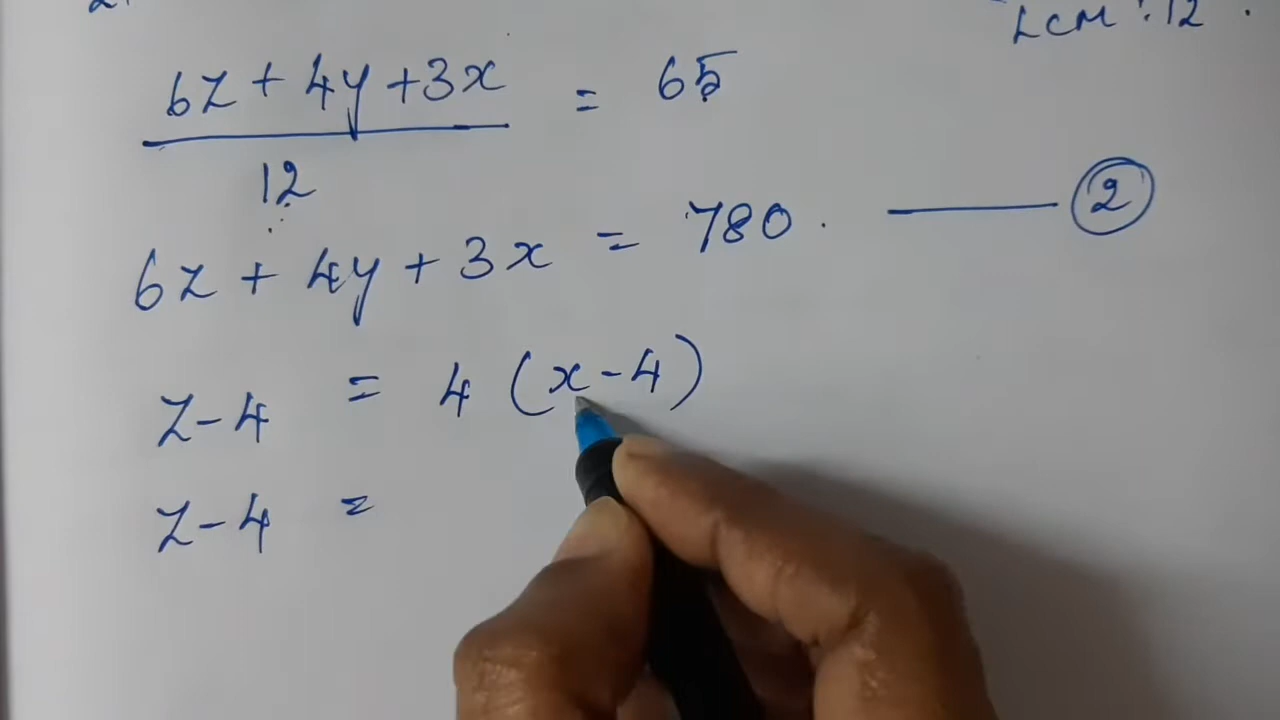 LCM : 12
6z + 4y + 3x = 65
12
6z + 4y + 3x = 780. —— 2
z - 4 = 4 (x - 4)
z - 4 =